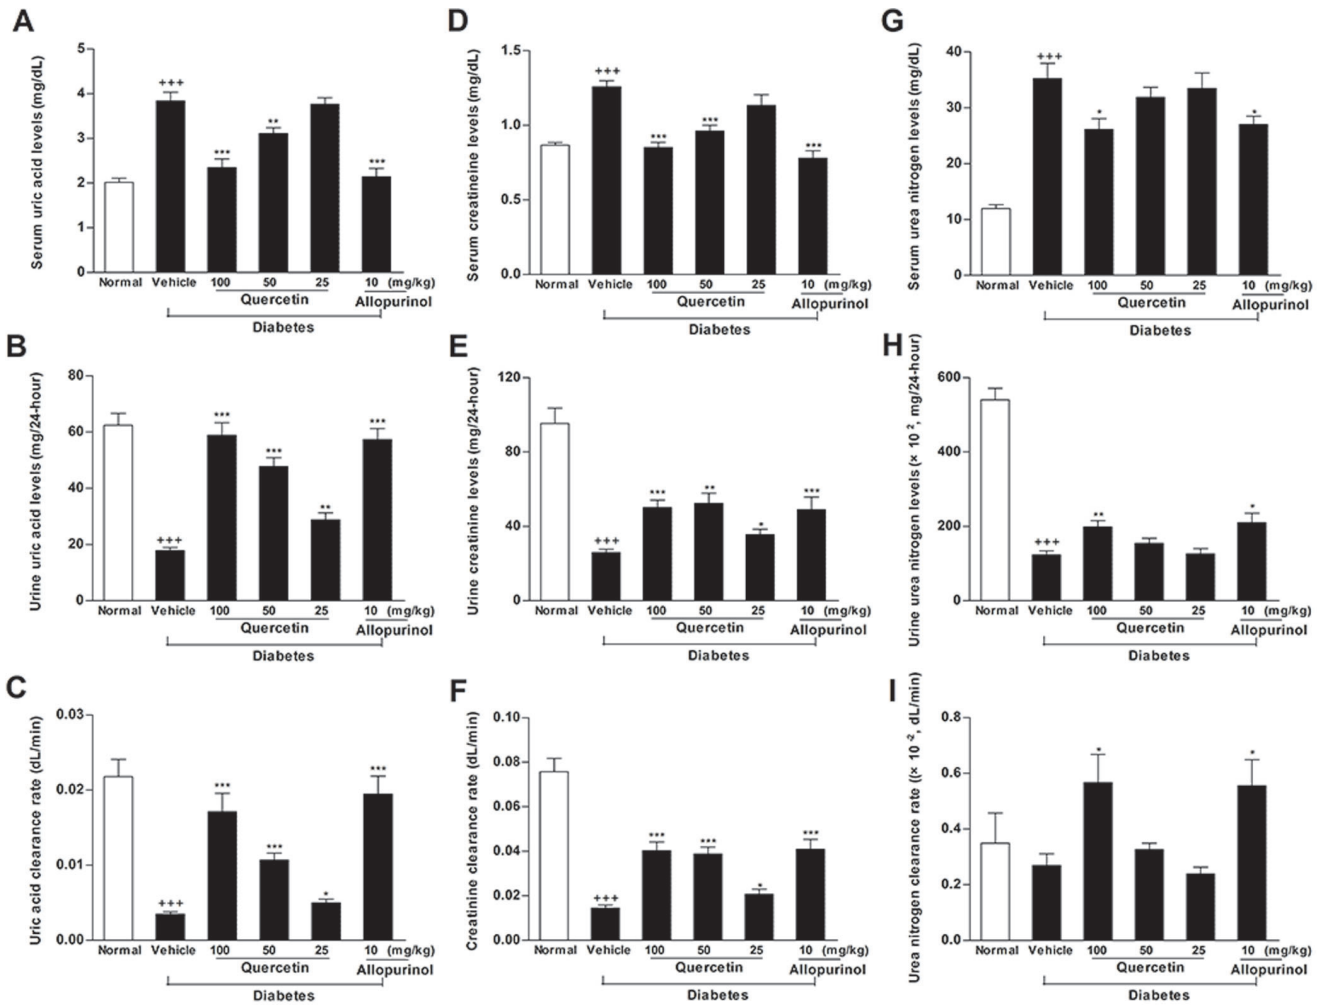 A
Serum uric acid levels (mg/dL)
5
4
3
2
1
0
+++
***
**
***
Normal Vehicle 100 50 25 10 (mg/kg)
Quercetin Allopurinol
Diabetes
D
Serum creatineine levels (mg/dL)
1.5
1.0
0.5
0.0
+++
***
***
***
Normal Vehicle 100 50 25 10 (mg/kg)
Quercetin Allopurinol
Diabetes
G
Serum urea nitrogen levels (mg/dL)
40
30
20
10
0
+++
*
*
Normal Vehicle 100 50 25 10 (mg/kg)
Quercetin Allopurinol
Diabetes
B
Urine uric acid levels (mg/24-hour)
80
60
40
20
0
+++
***
***
**
***
Normal Vehicle 100 50 25 10 (mg/kg)
Quercetin Allopurinol
Diabetes
E
Urine creatinine levels (mg/24-hour)
120
80
40
0
+++
***
**
*
***
Normal Vehicle 100 50 25 10 (mg/kg)
Quercetin Allopurinol
Diabetes
H
Urine urea nitrogen levels (× 10 2, mg/24-hour)
600
400
200
0
+++
**
*
Normal Vehicle 100 50 25 10 (mg/kg)
Quercetin Allopurinol
Diabetes
C
Uric acid clearance rate (dL/min)
0.03
0.02
0.01
0.00
+++
***
***
*
***
Normal Vehicle 100 50 25 10 (mg/kg)
Quercetin Allopurinol
Diabetes
F
Creatinine clearance rate (dL/min)
0.10
0.08
0.06
0.04
0.02
0.00
+++
***
***
*
***
Normal Vehicle 100 50 25 10 (mg/kg)
Quercetin Allopurinol
Diabetes
I
Urea nitrogen clearance rate ((× 10 -2, dL/min)
0.8
0.6
0.4
0.2
0.0
*
*
Normal Vehicle 100 50 25 10 (mg/kg)
Quercetin Allopurinol
Diabetes